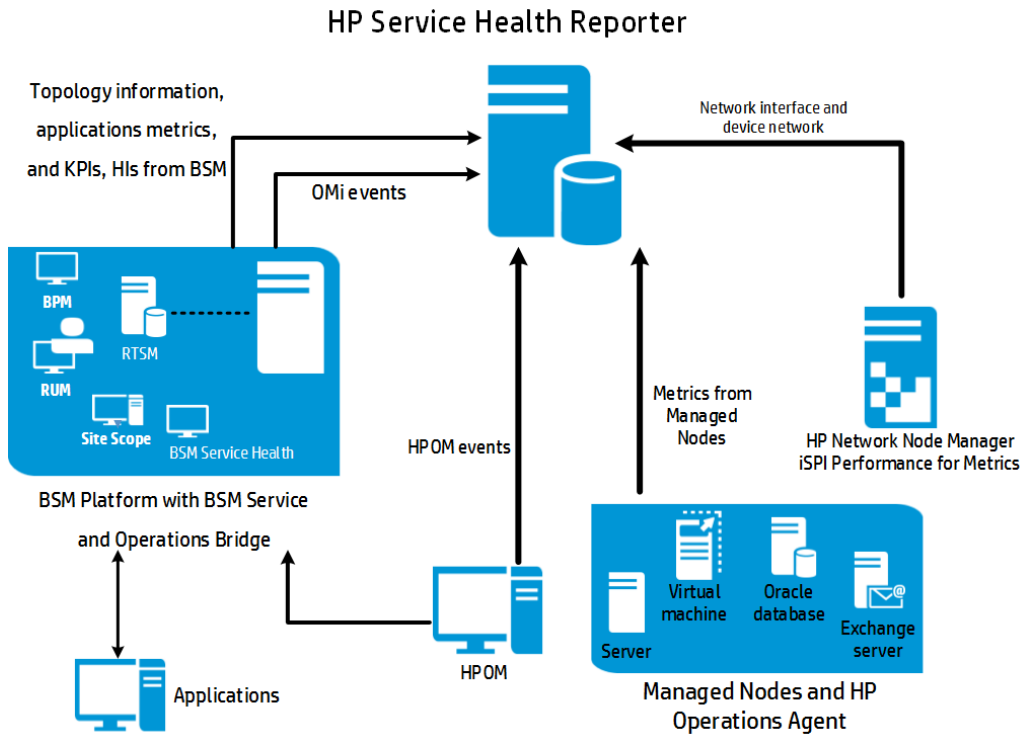 HP Service Health Reporter
Topology information,
applications metrics,
and KPIs, HIs from BSM
OMi events
Network interface and
device network
BPM
RTSM
RUM
Site Scope
BSM Service Health
BSM Platform with BSM Service
and Operations Bridge
HPOM events
Metrics from
Managed
Nodes
HP Network Node Manager
iSPI Performance for Metrics
Virtual
machine
Oracle
database
Exchange
server
Server
@
HPOM
Applications
Managed Nodes and HP
Operations Agent